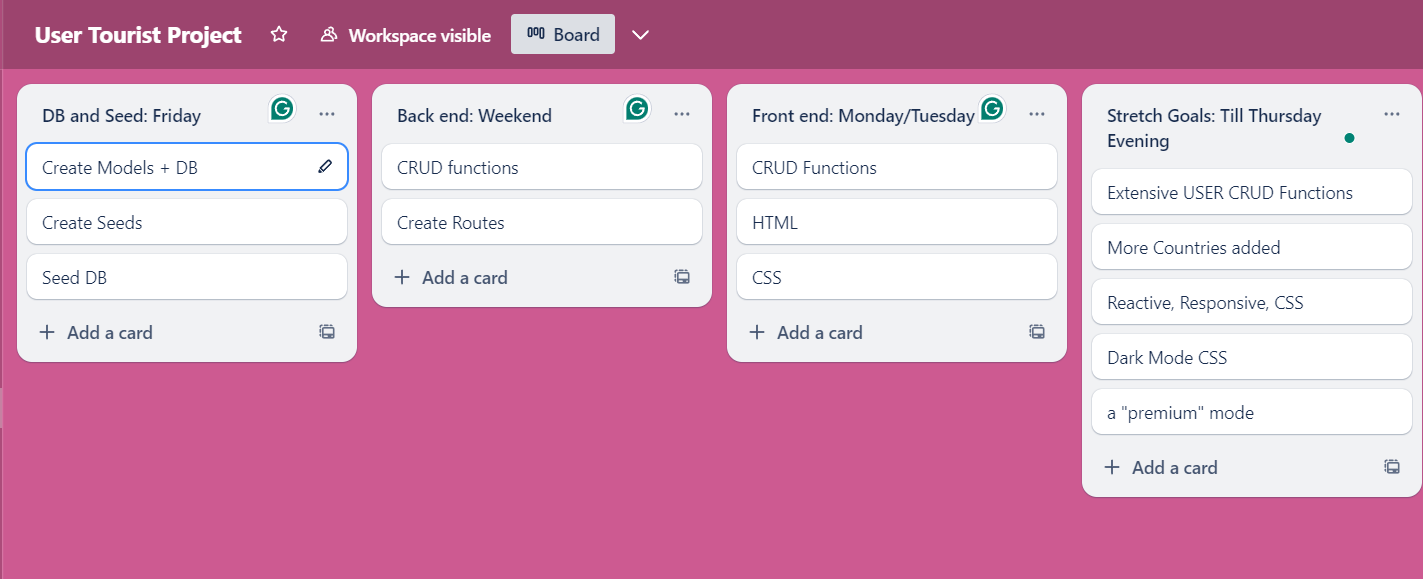 User Tourist Project
Workspace visible
Board
DB and Seed: Friday
Create Models + DB
Create Seeds
Seed DB
+ Add a card
Back end: Weekend
CRUD functions
Create Routes
+ Add a card
Front end: Monday/Tuesday
CRUD Functions
HTML
CSS
+ Add a card
Stretch Goals: Till Thursday
Evening
Extensive USER CRUD Functions
More Countries added
Reactive, Responsive, CSS
Dark Mode CSS
a "premium" mode
+ Add a card